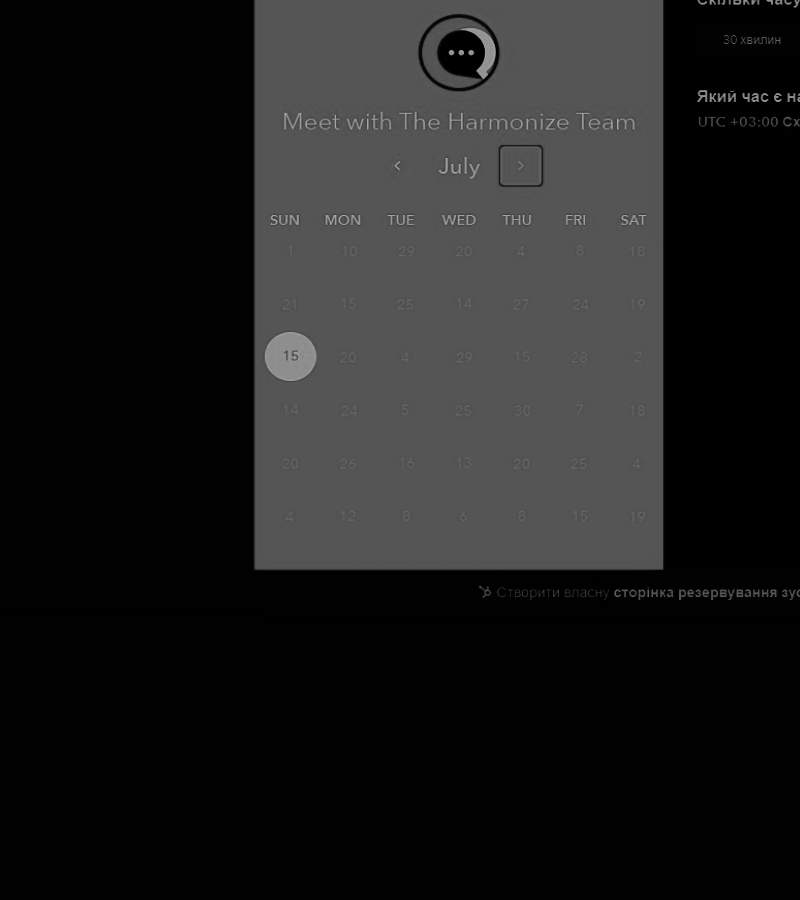 Скільки часу
30 хвилин
Meet with The Harmonize Team
Який час є на
UTC +03:00 Сх
July
SUN MON TUE WED THU FRI SAT
1 10 29 20 4 8 18
21 15 25 14 27 24 19
15 20 4 29 15 28 2
14 24 5 25 30 7 18
20 26 16 13 20 25 4
4 12 8 6 8 15 19
Створити власну сторінка резервування зус